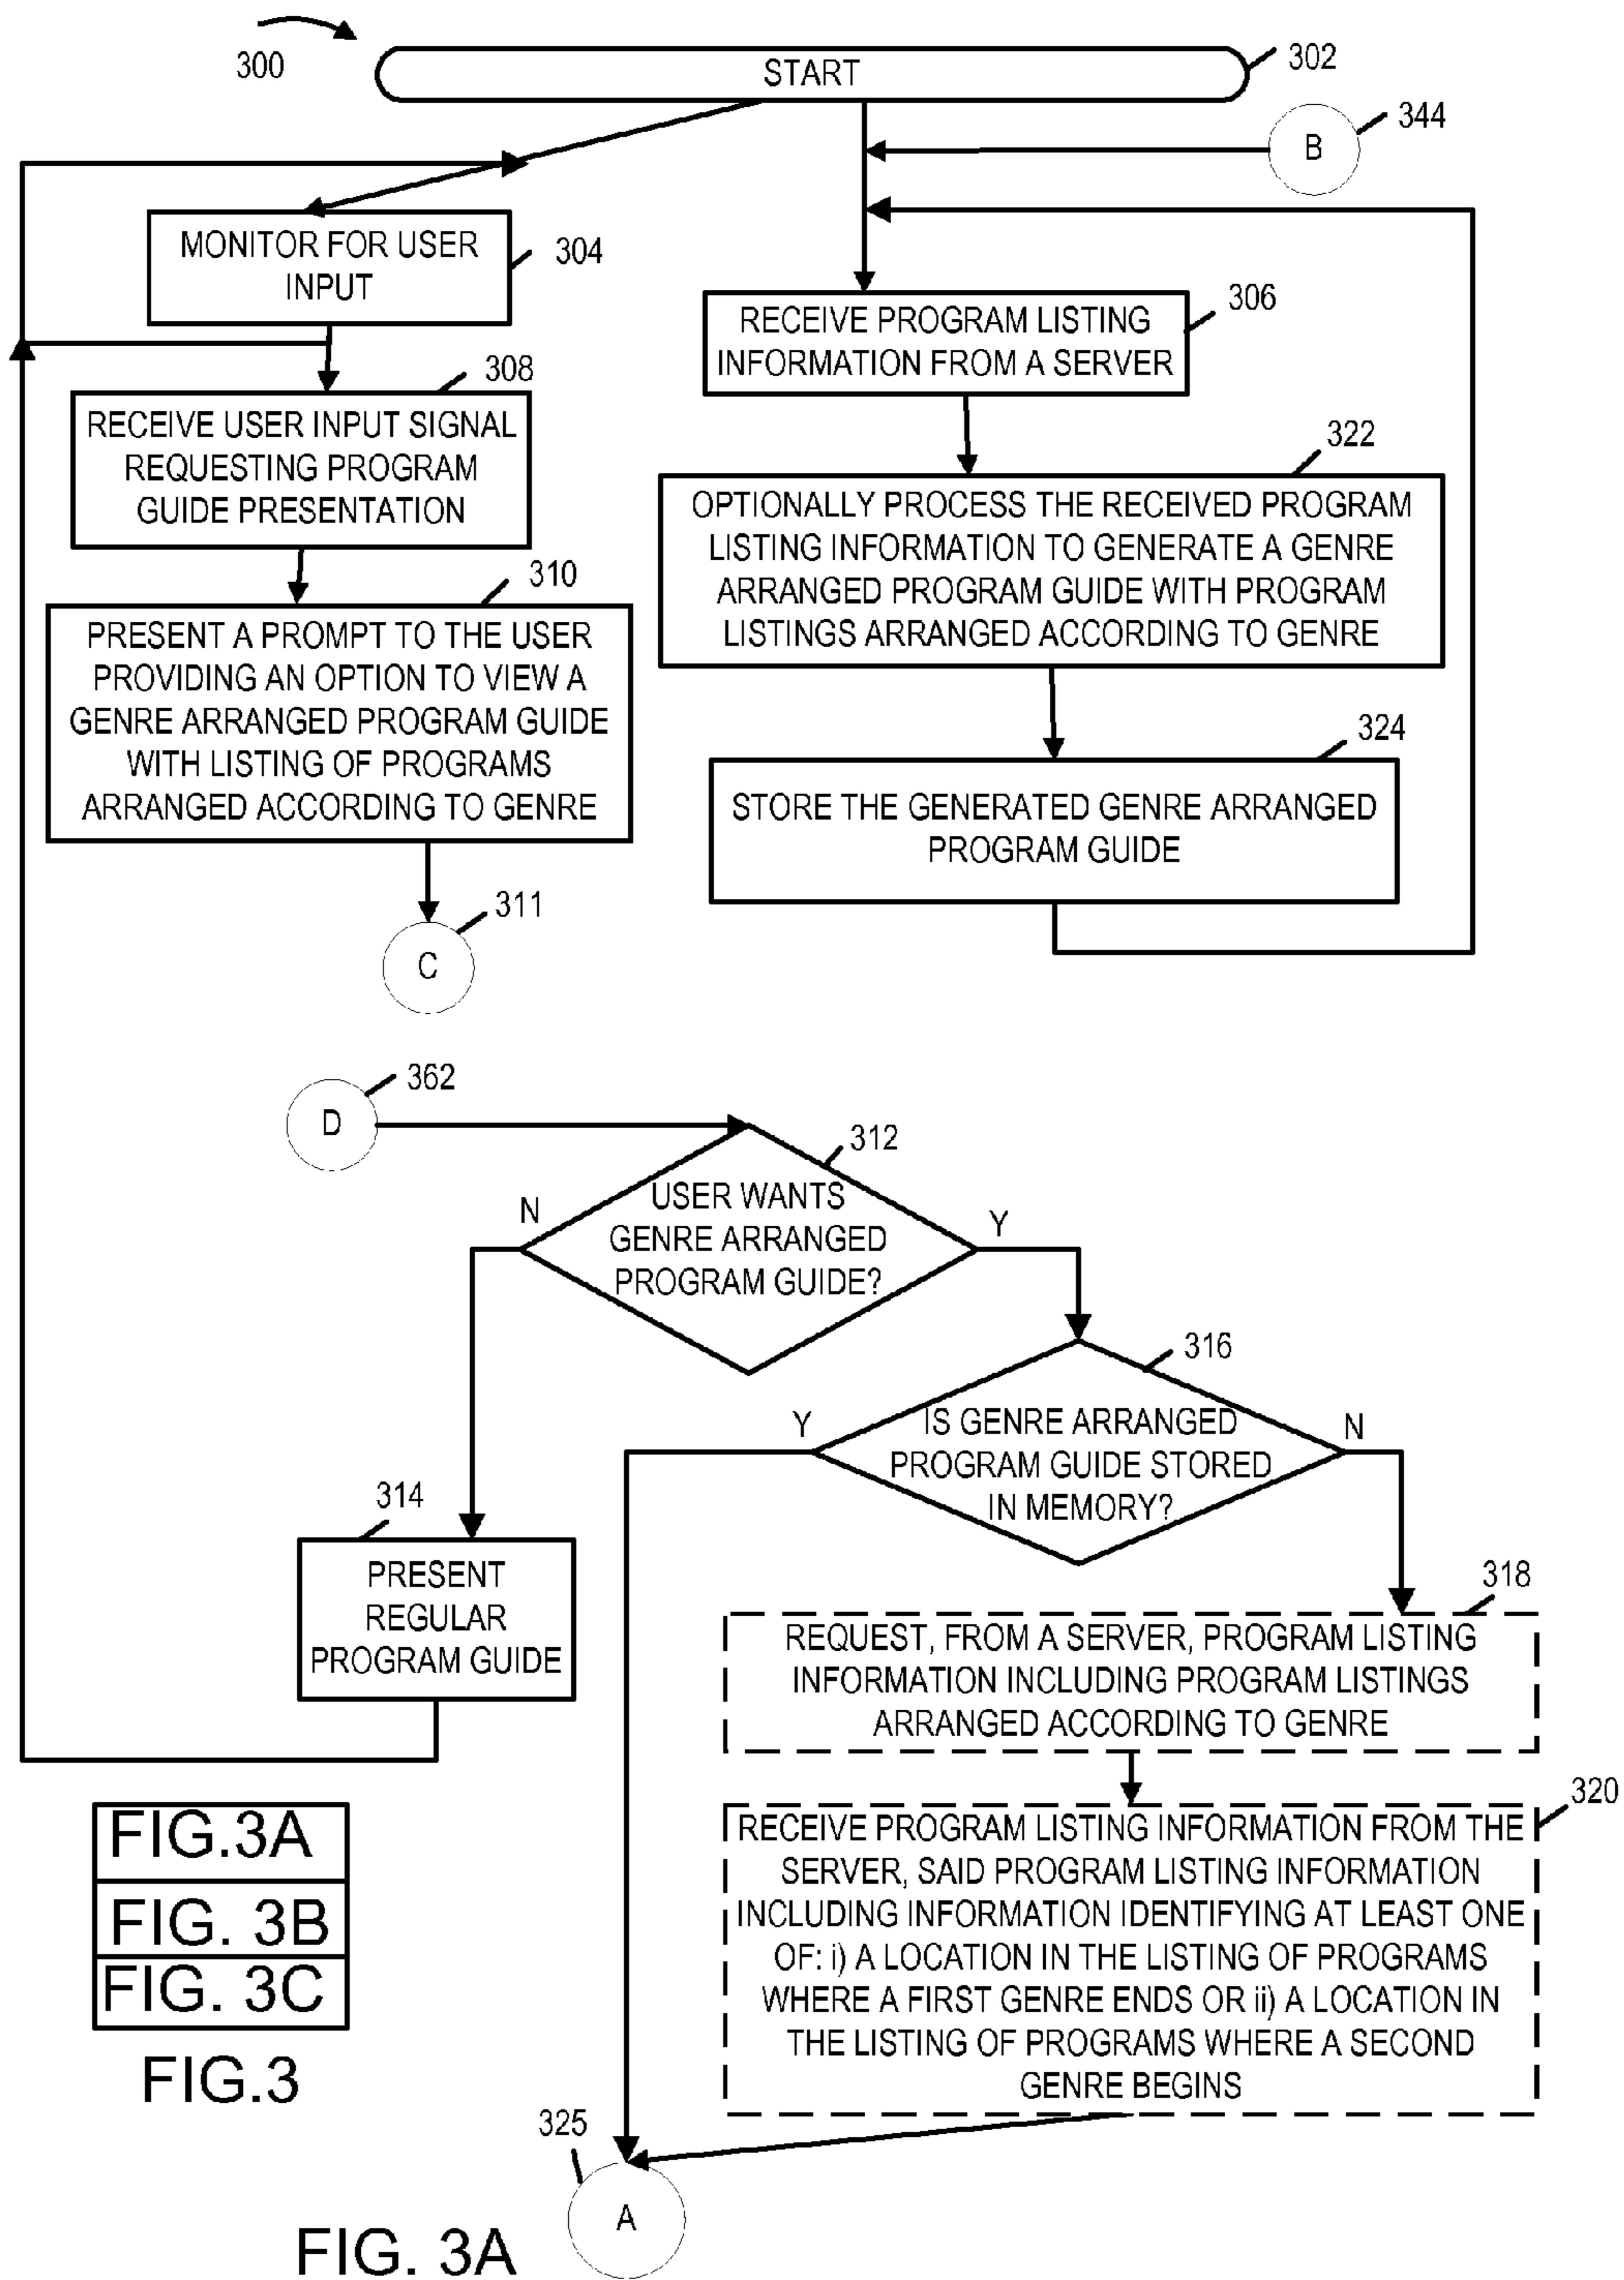 300
START
302
B
344
MONITOR FOR USER
INPUT
304
RECEIVE PROGRAM LISTING
INFORMATION FROM A SERVER
306
308
RECEIVE USER INPUT SIGNAL
REQUESTING PROGRAM
GUIDE PRESENTATION
322
OPTIONALLY PROCESS THE RECEIVED PROGRAM
LISTING INFORMATION TO GENERATE A GENRE
ARRANGED PROGRAM GUIDE WITH PROGRAM
LISTINGS ARRANGED ACCORDING TO GENRE
310
PRESENT A PROMPT TO THE USER
PROVIDING AN OPTION TO VIEW A
GENRE ARRANGED PROGRAM GUIDE
WITH LISTING OF PROGRAMS
ARRANGED ACCORDING TO GENRE
324
STORE THE GENERATED GENRE ARRANGED
PROGRAM GUIDE
311
C
362
D
312
USER WANTS
GENRE ARRANGED
PROGRAM GUIDE?
N
Y
316
IS GENRE ARRANGED
PROGRAM GUIDE STORED
IN MEMORY?
Y
N
314
PRESENT
REGULAR
PROGRAM GUIDE
318
REQUEST, FROM A SERVER, PROGRAM LISTING
INFORMATION INCLUDING PROGRAM LISTINGS
ARRANGED ACCORDING TO GENRE
320
RECEIVE PROGRAM LISTING INFORMATION FROM THE
SERVER, SAID PROGRAM LISTING INFORMATION
INCLUDING INFORMATION IDENTIFYING AT LEAST ONE
OF: i) A LOCATION IN THE LISTING OF PROGRAMS
WHERE A FIRST GENRE ENDS OR ii) A LOCATION IN
THE LISTING OF PROGRAMS WHERE A SECOND
GENRE BEGINS
FIG.3A
FIG. 3B
FIG. 3C
FIG.3
325
A
FIG. 3A